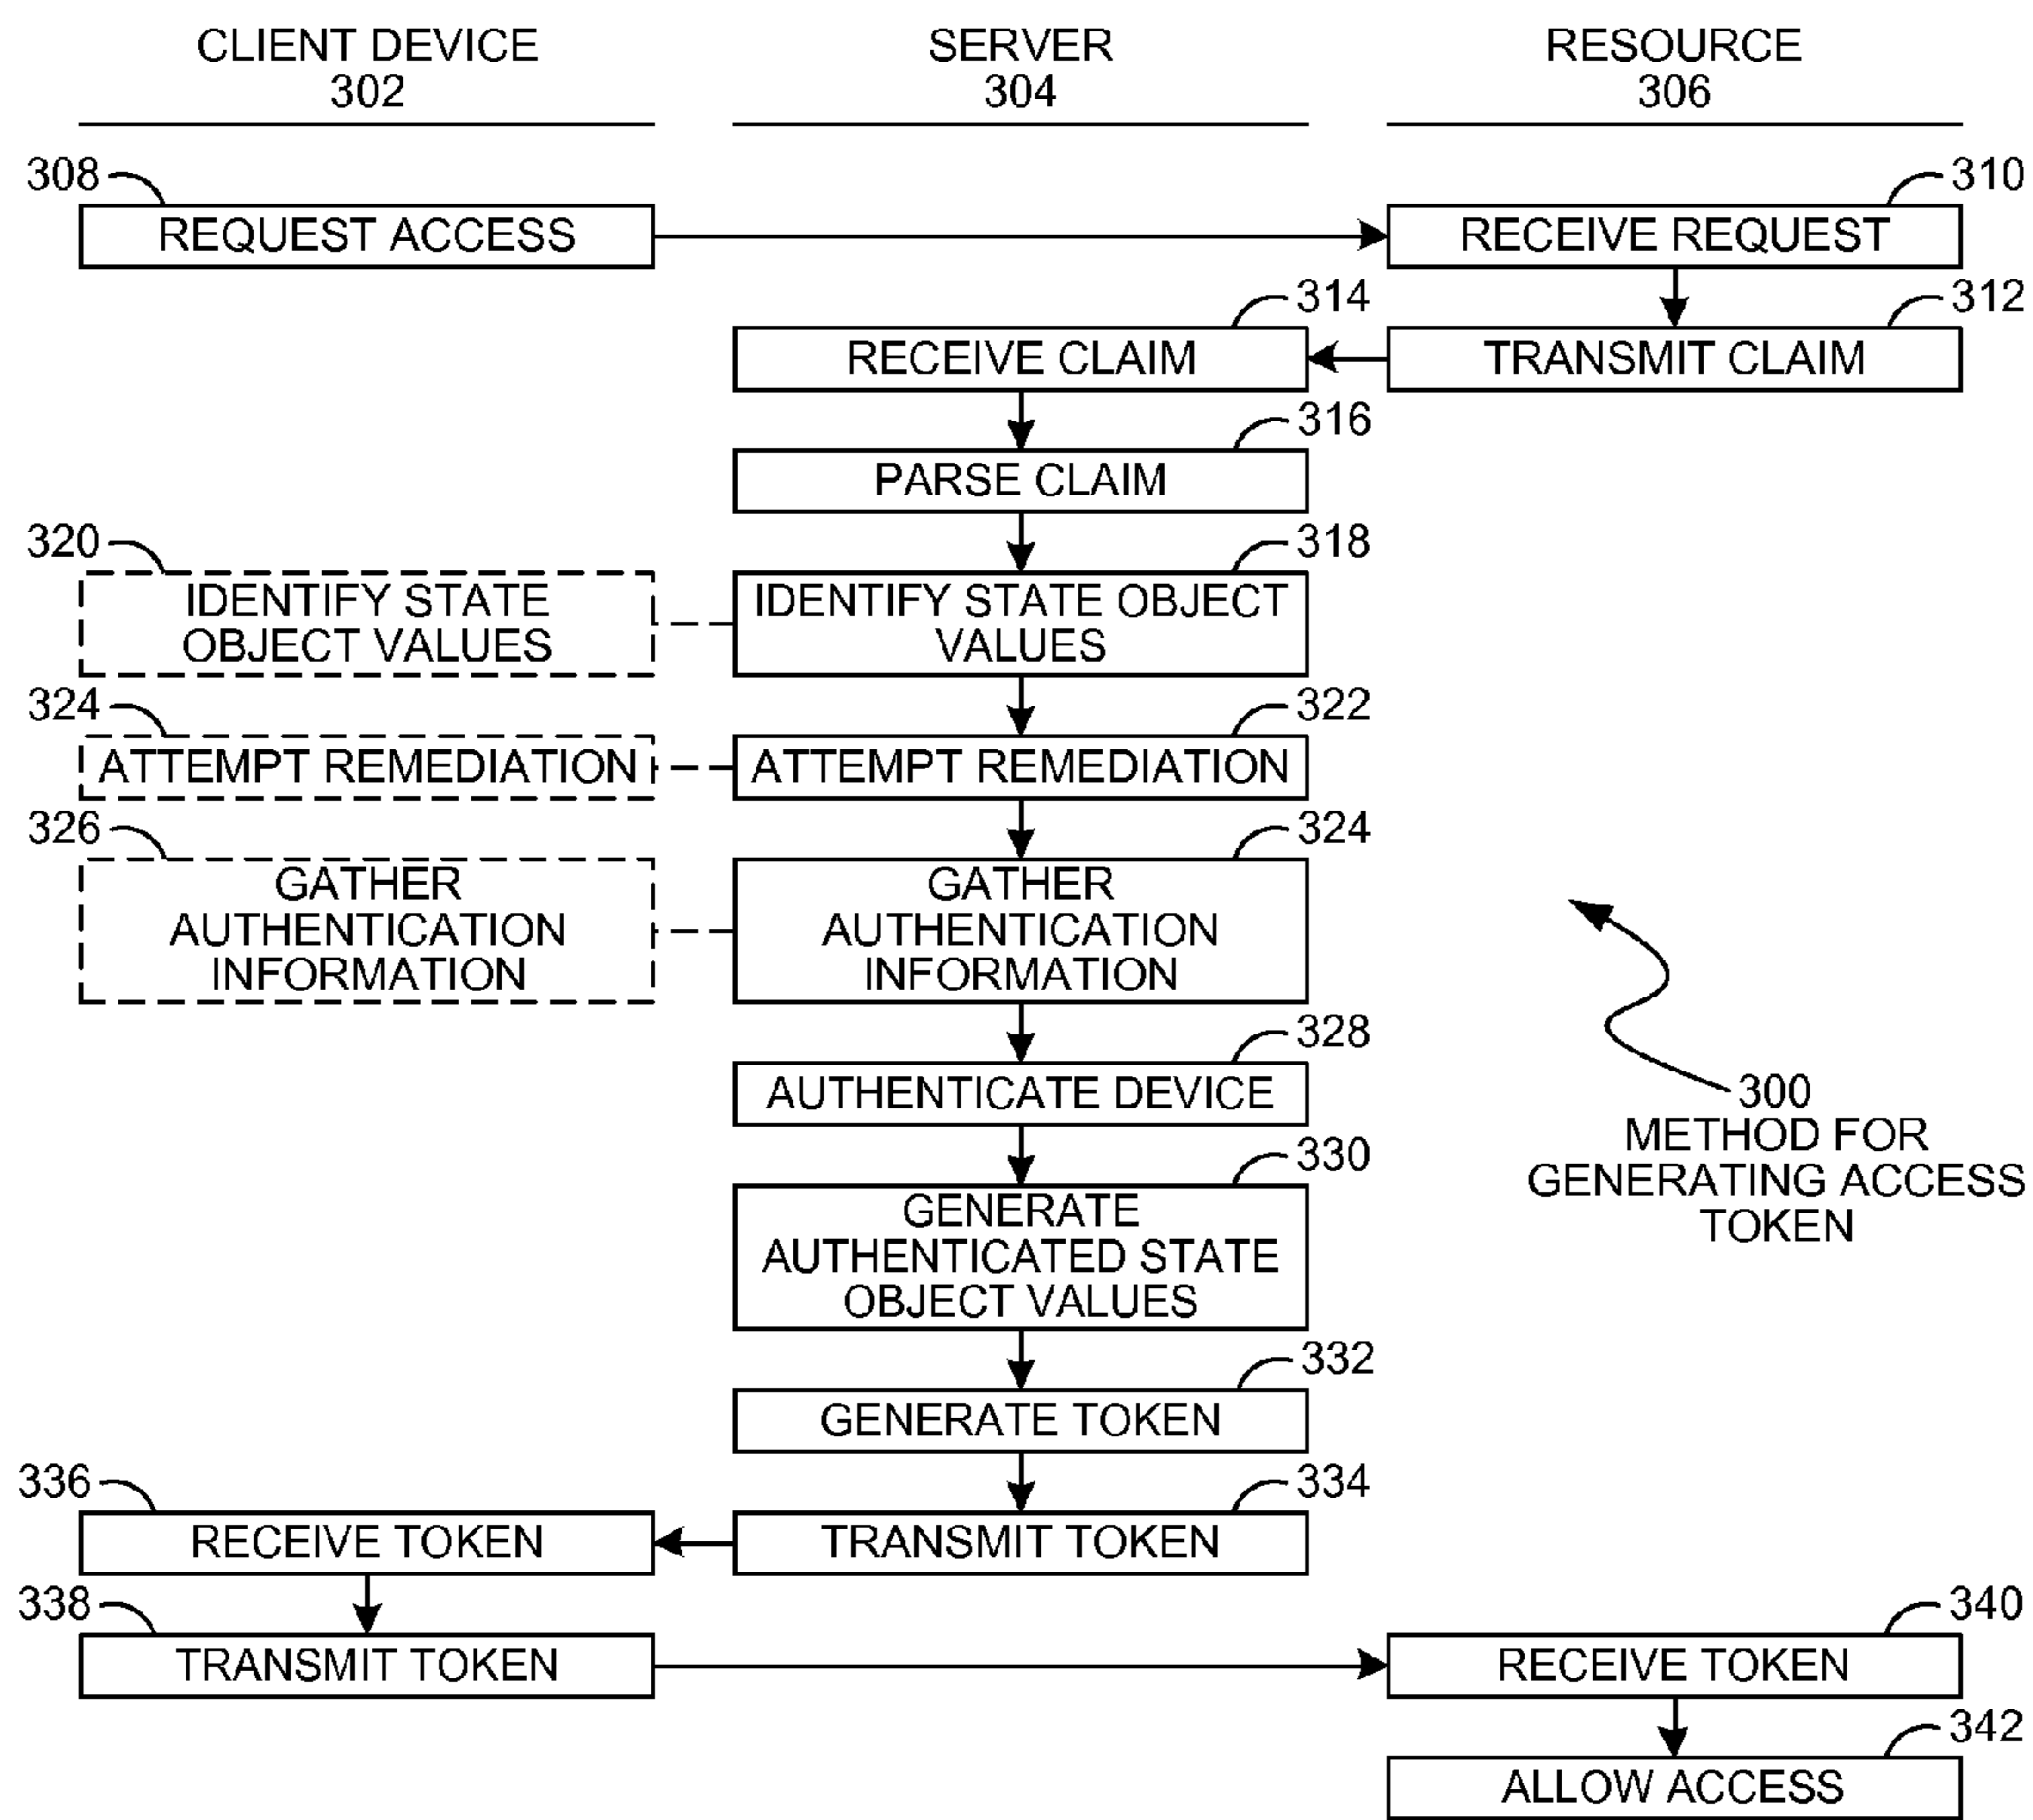 CLIENT DEVICE
302
SERVER
304
RESOURCE
306
308
REQUEST ACCESS
310
RECEIVE REQUEST
314
RECEIVE CLAIM
312
TRANSMIT CLAIM
316
PARSE CLAIM
320
IDENTIFY STATE
OBJECT VALUES
318
IDENTIFY STATE OBJECT
VALUES
324
ATTEMPT REMEDIATION
322
ATTEMPT REMEDIATION
326
GATHER
AUTHENTICATION
INFORMATION
324
GATHER
AUTHENTICATION
INFORMATION
328
AUTHENTICATE DEVICE
300
METHOD FOR
GENERATING ACCESS
TOKEN
330
GENERATE
AUTHENTICATED STATE
OBJECT VALUES
332
GENERATE TOKEN
336
RECEIVE TOKEN
334
TRANSMIT TOKEN
338
TRANSMIT TOKEN
340
RECEIVE TOKEN
342
ALLOW ACCESS